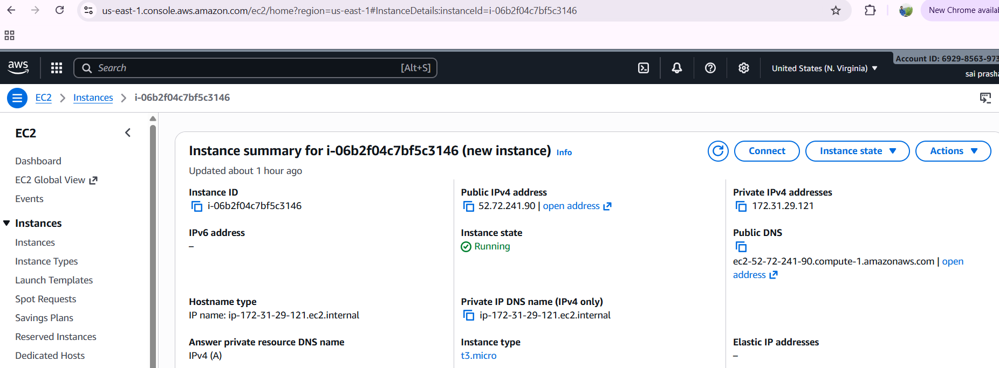 us-east-1.console.aws.amazon.com/ec2/home?region=us-east-1#InstanceDetails:instanceId=i-06b2f04c7bf5c3146
New Chrome availa
aws
Search
[Alt+S]
United States (N. Virginia)
Account ID: 6929-8563-973
sai prasha
EC2
Instances
i-06b2f04c7bf5c3146
EC2
Dashboard
EC2 Global View
Events
Instances
Instances
Instance Types
Launch Templates
Spot Requests
Savings Plans
Reserved Instances
Dedicated Hosts
Instance summary for i-06b2f04c7bf5c3146 (new instance) Info
Updated about 1 hour ago
Connect
Instance state
Actions
Instance ID
i-06b2f04c7bf5c3146
Public IPv4 address
52.72.241.90 | open address
Private IPv4 addresses
172.31.29.121
IPv6 address
–
Instance state
Running
Public DNS
ec2-52-72-241-90.compute-1.amazonaws.com | open
address
Hostname type
IP name: ip-172-31-29-121.ec2.internal
Private IP DNS name (IPv4 only)
ip-172-31-29-121.ec2.internal
Answer private resource DNS name
IPv4 (A)
Instance type
t3.micro
Elastic IP addresses
–